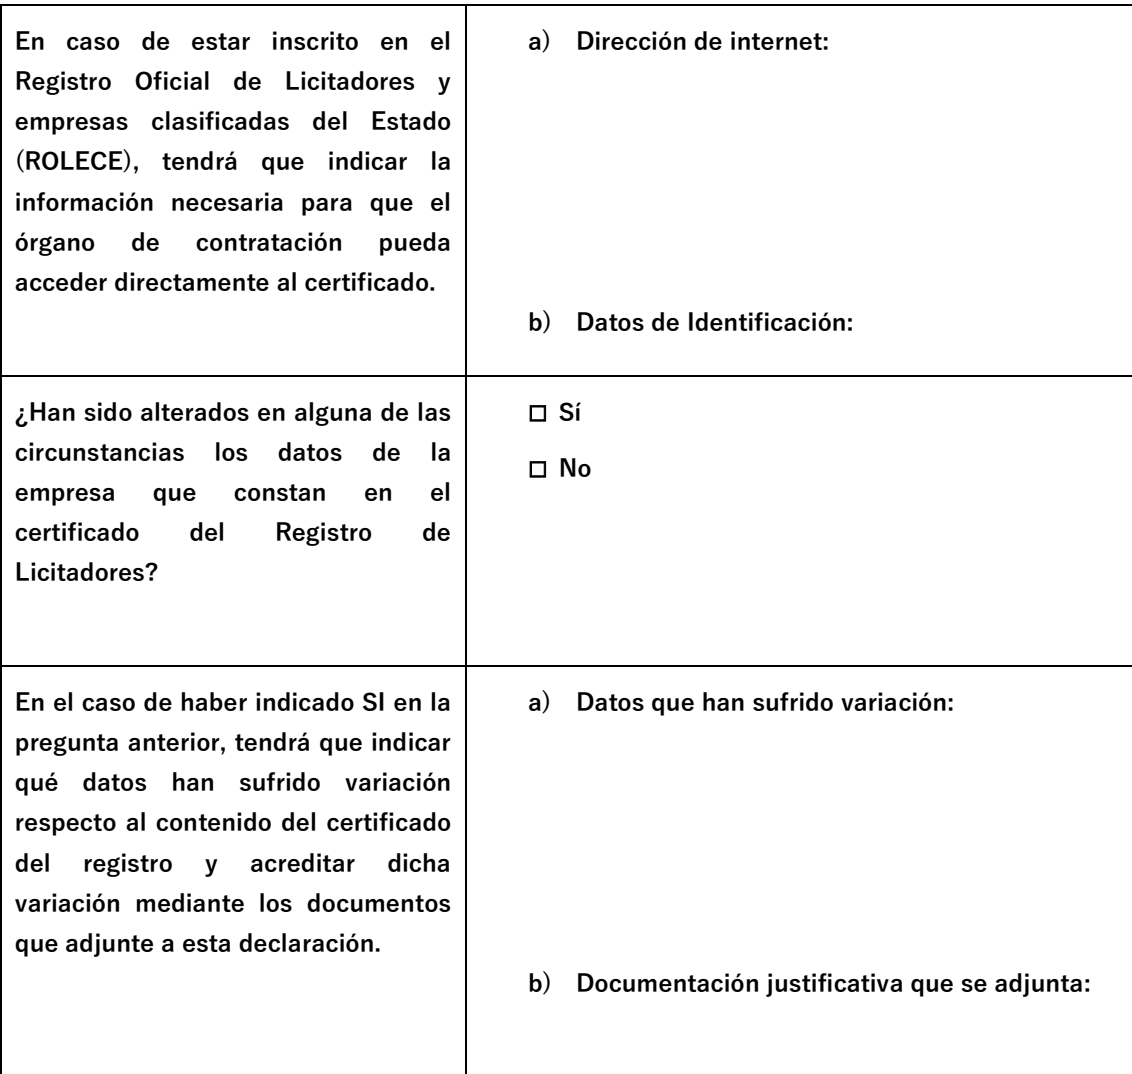 En caso de estar inscrito en el
Registro Oficial de Licitadores y
empresas clasificadas del Estado
(ROLECE), tendrá que indicar la
información necesaria para que el
órgano de contratación pueda
acceder directamente al certificado.
a) Dirección de internet:
b) Datos de Identificación:
¿Han sido alterados en alguna de las
circunstancias los datos de la
empresa que constan en el
certificado del Registro de
Licitadores?
☐ Sí
☐ No
En el caso de haber indicado SI en la
pregunta anterior, tendrá que indicar
qué datos han sufrido variación
respecto al contenido del certificado
del registro y acreditar dicha
variación mediante los documentos
que adjunte a esta declaración.
a) Datos que han sufrido variación:
b) Documentación justificativa que se adjunta: